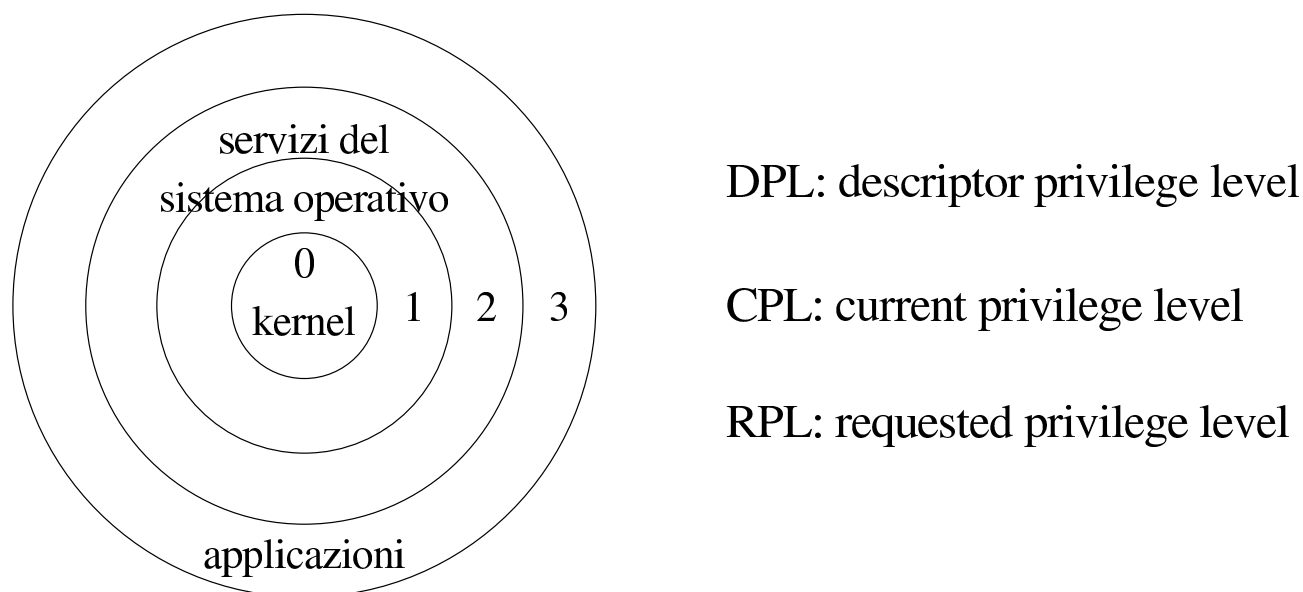 servizi del
sistema operativo
0
kernel
1
2
3
applicazioni
DPL: descriptor privilege level
CPL: current privilege level
RPL: requested privilege level